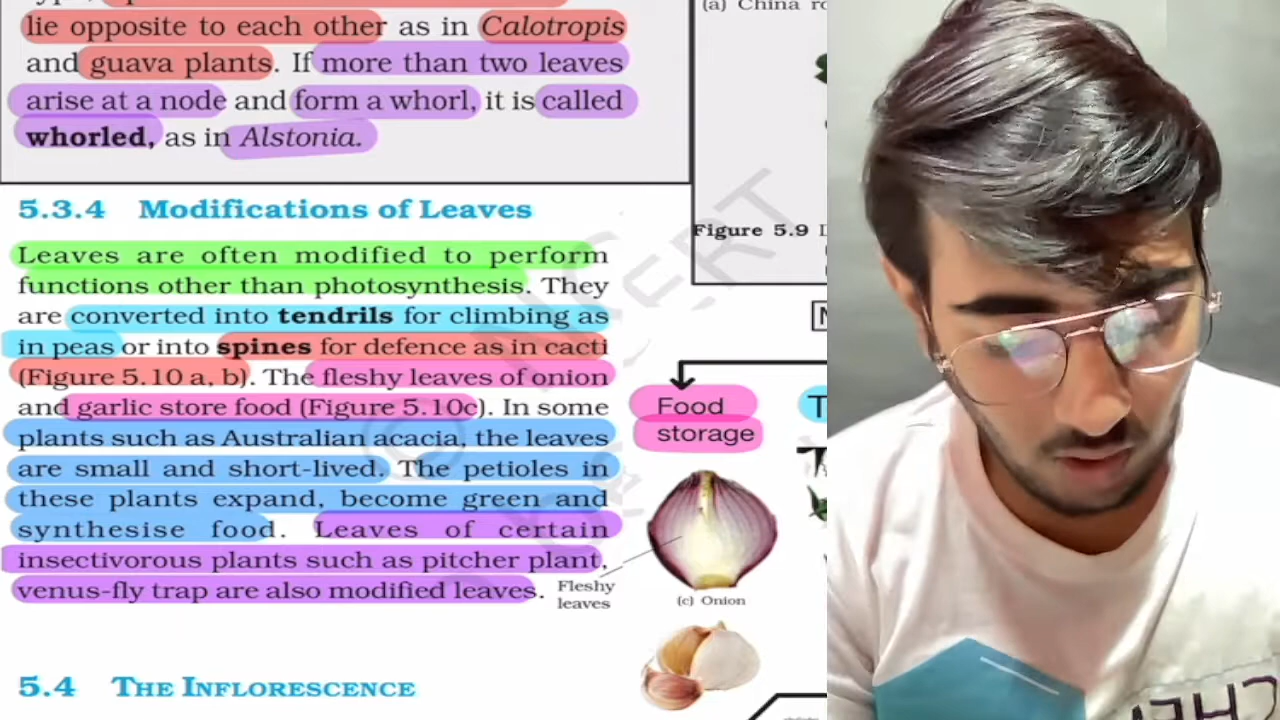 lie opposite to each other as in Calotropis
and guava plants. If more than two leaves
arise at a node and form a whorl, it is called
whorled, as in Alstonia.
5.3.4 Modifications of Leaves
Leaves are often modified to perform
functions other than photosynthesis. They
are converted into tendrils for climbing as
in peas or into spines for defence as in cacti
(Figure 5.10 a, b). The fleshy leaves of onion
and garlic store food (Figure 5.10c). In some
plants such as Australian acacia, the leaves
are small and short-lived. The petioles in
these plants expand, become green and
synthesise food. Leaves of certain
insectivorous plants such as pitcher plant,
venus-fly trap are also modified leaves.
5.4 THE INFLORESCENCE
(a) China
Figure 5.9
Food
storage
Fleshy
leaves
(c) Onion